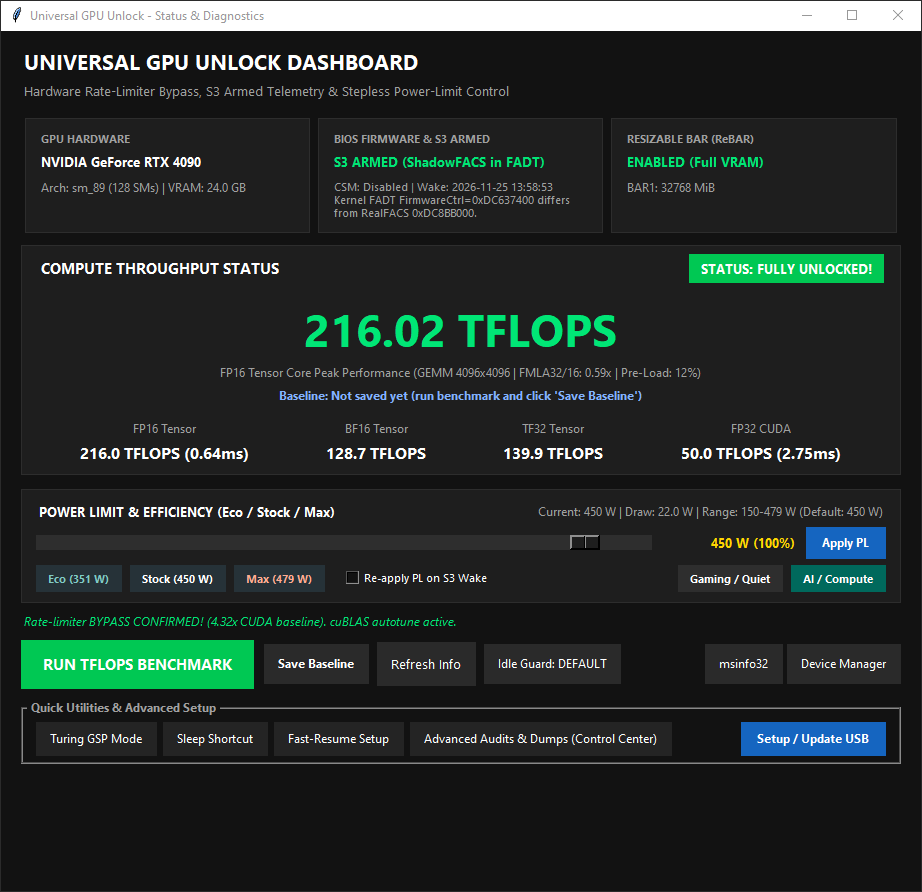 Universal GPU Unlock - Status & Diagnostics
UNIVERSAL GPU UNLOCK DASHBOARD
Hardware Rate-Limiter Bypass, S3 Armed Telemetry & Stepless Power-Limit Control
GPU HARDWARE
NVIDIA GeForce RTX 4090
Arch: sm_89 (128 SMs) | VRAM: 24.0 GB
BIOS FIRMWARE & S3 ARMED
S3 ARMED (ShadowFACS in FADT)
CSM: Disabled | Wake: 2026-11-25 13:58:53
Kernel FADT FirmwareCtrl=0xDC637400 differs
from RealFACS 0xDC8BB000.
RESIZABLE BAR (ReBAR)
ENABLED (Full VRAM)
BAR1: 32768 MiB
COMPUTE THROUGHPUT STATUS
STATUS: FULLY UNLOCKED!
216.02 TFLOPS
FP16 Tensor Core Peak Performance (GEMM 4096x4096 | FMLA32/16: 0.59x | Pre-Load: 12%)
Baseline: Not saved yet (run benchmark and click 'Save Baseline')
FP16 Tensor
216.0 TFLOPS (0.64ms)
BF16 Tensor
128.7 TFLOPS
TF32 Tensor
139.9 TFLOPS
FP32 CUDA
50.0 TFLOPS (2.75ms)
POWER LIMIT & EFFICIENCY (Eco / Stock / Max)
Current: 450 W | Draw: 22.0 W | Range: 150-479 W (Default: 450 W)
450 W (100%)
Apply PL
Eco (351 W)
Stock (450 W)
Max (479 W)
Re-apply PL on S3 Wake
Gaming / Quiet
AI / Compute
Rate-limiter BYPASS CONFIRMED! (4.32x CUDA baseline). cuBLAS autotune active.
RUN TFLOPS BENCHMARK
Save Baseline
Refresh Info
Idle Guard: DEFAULT
msinfo32
Device Manager
Quick Utilities & Advanced Setup
Turing GSP Mode
Sleep Shortcut
Fast-Resume Setup
Advanced Audits & Dumps (Control Center)
Setup / Update USB